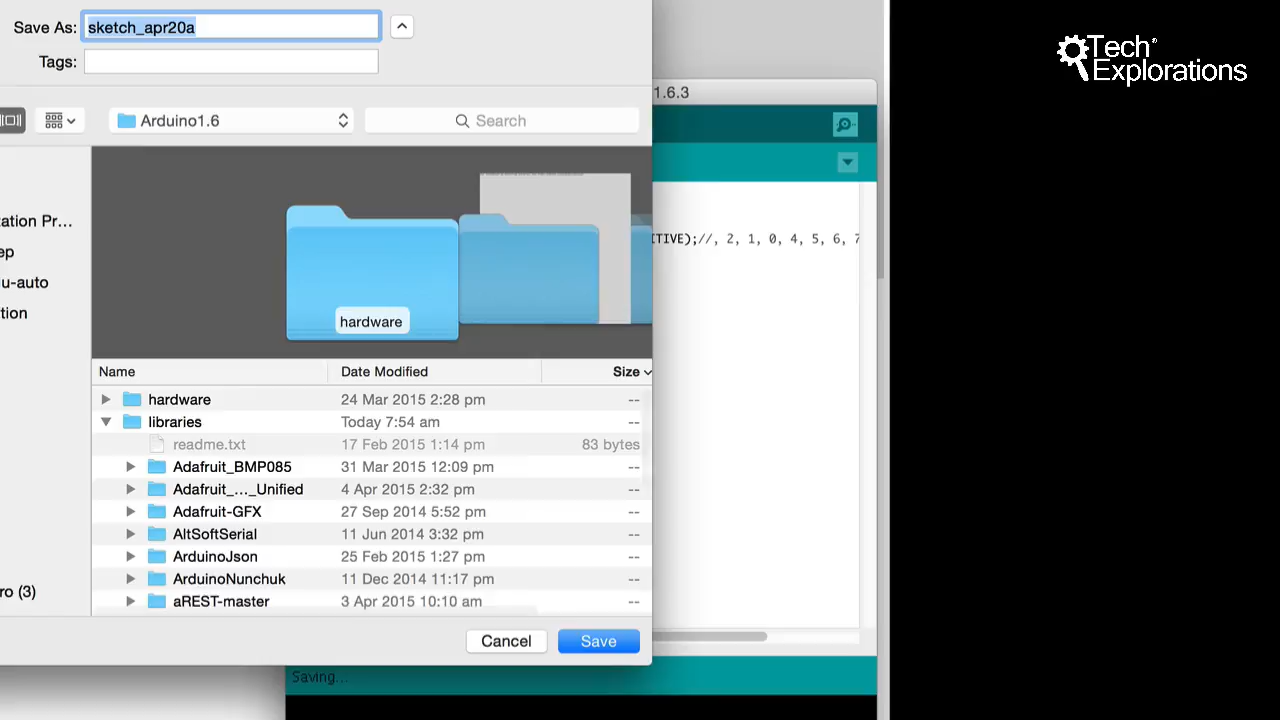 Save As: sketch_apr20a
Tags:
Arduino1.6
Search
Tech
Explorations
1.6.3
ation Pr…
ep
u-auto
tion
ro (3)
hardware
ITIVE);//, 2, 1, 0, 4, 5, 6, 7
Name Date Modified Size
hardware 24 Mar 2015 2:28 pm --
libraries Today 7:54 am --
readme.txt 17 Feb 2015 1:14 pm 83 bytes
Adafruit_BMP085 31 Mar 2015 12:09 pm --
Adafruit_…_Unified 4 Apr 2015 2:32 pm --
Adafruit-GFX 27 Sep 2014 5:52 pm --
AltSoftSerial 11 Jun 2014 3:32 pm --
ArduinoJson 25 Feb 2015 1:27 pm --
ArduinoNunchuk 11 Dec 2014 11:17 pm --
aREST-master 3 Apr 2015 10:10 am --
Cancel Save
Saving...